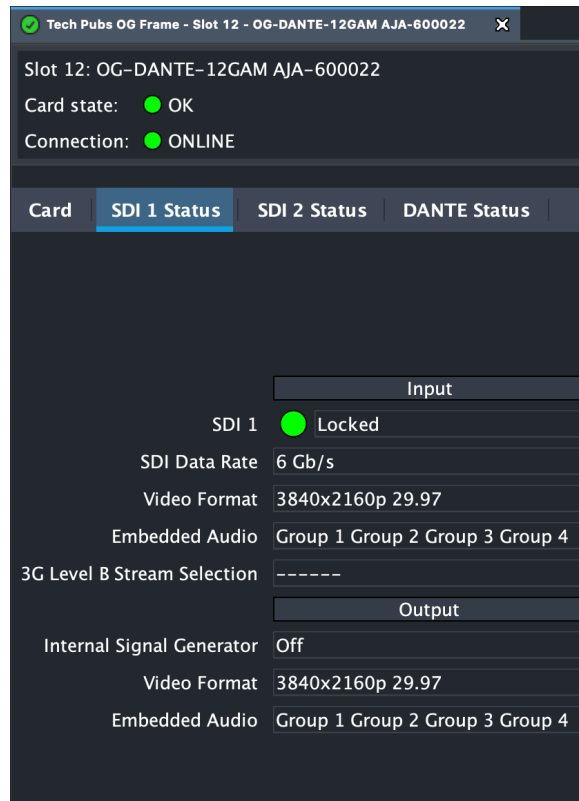 Tech Pubs OG Frame - Slot 12 - OG-DANTE-12GAM AJA-600022
Slot 12: OG-DANTE-12GAM AJA-600022
Card state: OK
Connection: ONLINE
Card SDI 1 Status SDI 2 Status DANTE Status
Input
SDI 1 Locked
SDI Data Rate 6 Gb/s
Video Format 3840x2160p 29.97
Embedded Audio Group 1 Group 2 Group 3 Group 4
3G Level B Stream Selection ------
Output
Internal Signal Generator Off
Video Format 3840x2160p 29.97
Embedded Audio Group 1 Group 2 Group 3 Group 4